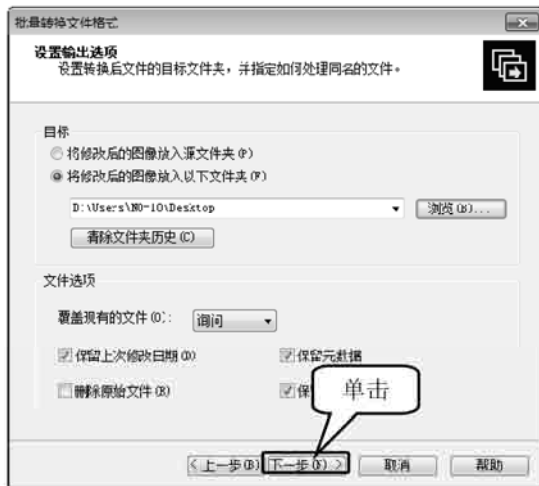 批量转换文件格式
设置输出选项
设置转换后文件的目标文件夹，并指定如何处理同名的文件。
目标
将修改后的图像放入源文件夹(P)
将修改后的图像放入以下文件夹(F)
D:\Users\NO-10\Desktop
浏览(B)...
清除文件夹历史(C)
文件选项
覆盖现有的文件(O):
询问
保留上次修改日期(D)
保留元数据
删除原始文件(R)
保
单击
<上一步(B)
下一步(N) >
取消
帮助